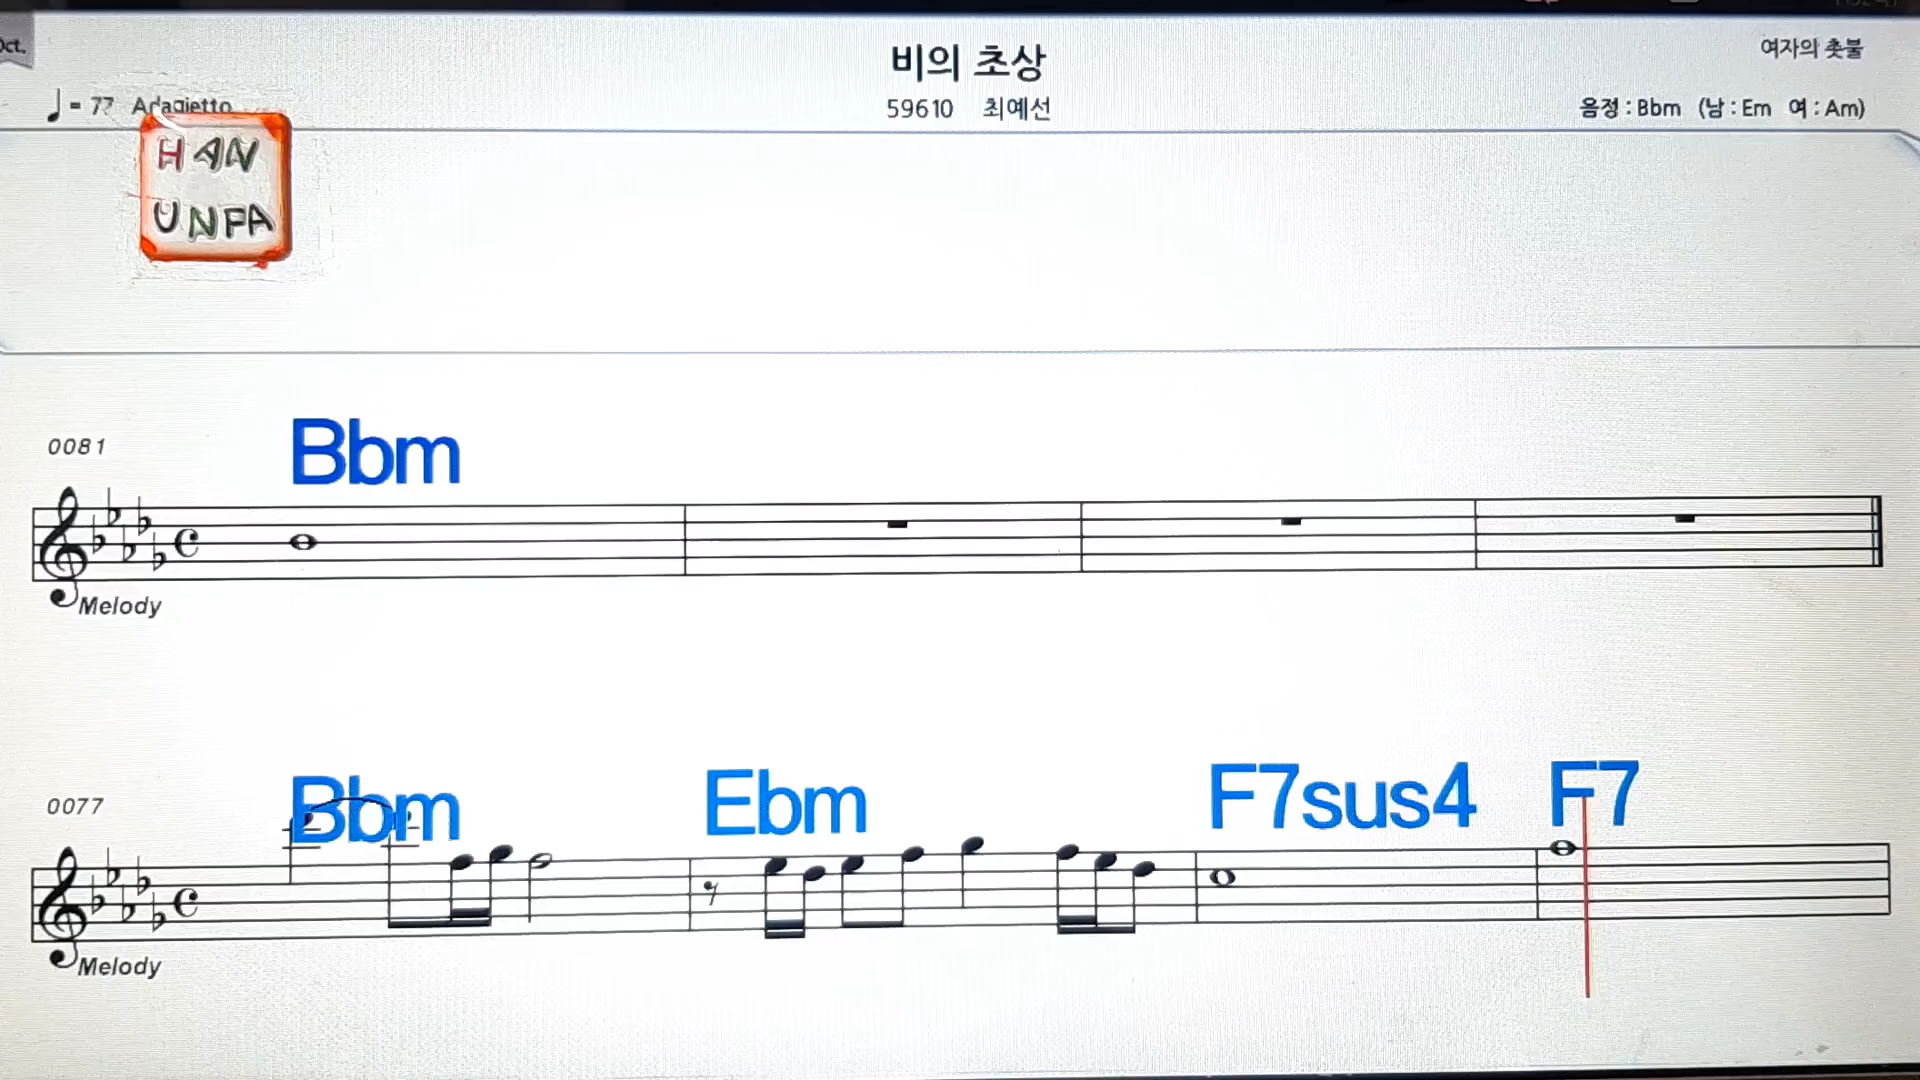 Oct.
비의 초상
여자의 촛불
= 77 Adagietto
59610 최예선
음정 : Bbm (남 : Em 여 : Am)
HAN
UNFA
0081
Bbm
Melody
0077
Bbm Ebm F7sus4 F7
Melody